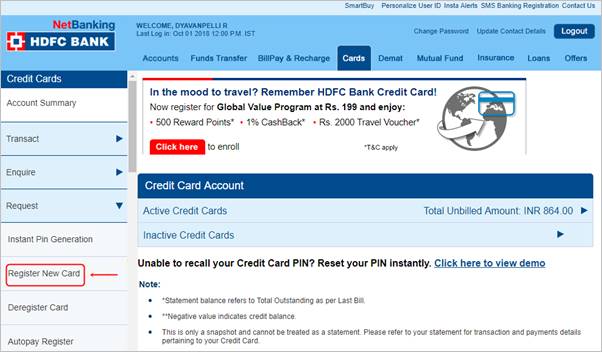 SmartBuy Personalize User ID Insta Alerts SMS Banking Registration Contact Us
NetBanking
HDFC BANK
WELCOME, DYAVANPELLI R
Last Log in: Oct 01 2018 12:00 P.M. IST
Change Password Update Contact Details Logout
Accounts Funds Transfer BillPay & Recharge Cards Demat Mutual Fund Insurance Loans Offers
Credit Cards
Account Summary
Transact
Enquire
Request
Instant Pin Generation
Register New Card
Deregister Card
Autopay Register
In the mood to travel? Remember HDFC Bank Credit Card!
Now register for Global Value Program at Rs. 199 and enjoy:
• 500 Reward Points* • 1% CashBack* • Rs. 2000 Travel Voucher*
Click here to enroll *T&C apply
Credit Card Account
Active Credit Cards Total Unbilled Amount: INR 864.00
Inactive Credit Cards
Unable to recall your Credit Card PIN? Reset your PIN instantly. Click here to view demo
Note:
• *Statement balance refers to Total Outstanding as per Last Bill.
• **Negative value indicates credit balance.
• This is only a snapshot and cannot be treated as a statement. Please refer to your statement for transaction and payments details
pertaining to your Credit Card.